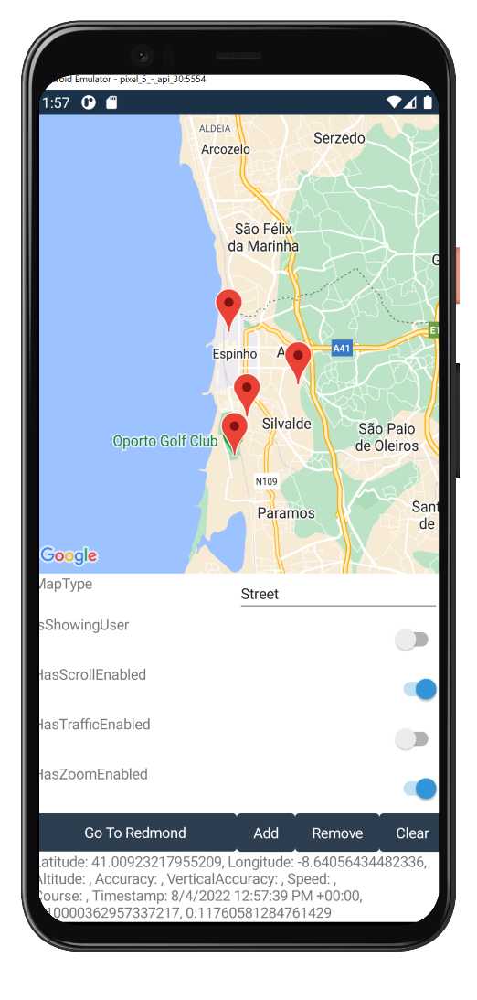 roid Emulator - pixel_5_-_api_30:5554
1:57
ALDEIA
Arcozelo
Serzedo
São Félix
da Marinha
G
E1
A41
Espinho
A
Silvalde
Oporto Golf Club
São Paio
de Oleiros
N109
Paramos
Sant
de
Google
MapType
Street
sShowingUser
HasScrollEnabled
HasTrafficEnabled
HasZoomEnabled
Go To Redmond
Add
Remove
Clear
Latitude: 41.00923217955209, Longitude: -8.64056434482336,
Altitude: , Accuracy: , VerticalAccuracy: , Speed: ,
Course: , Timestamp: 8/4/2022 12:57:39 PM +00:00,
10000362957337217, 0.11760581284761429